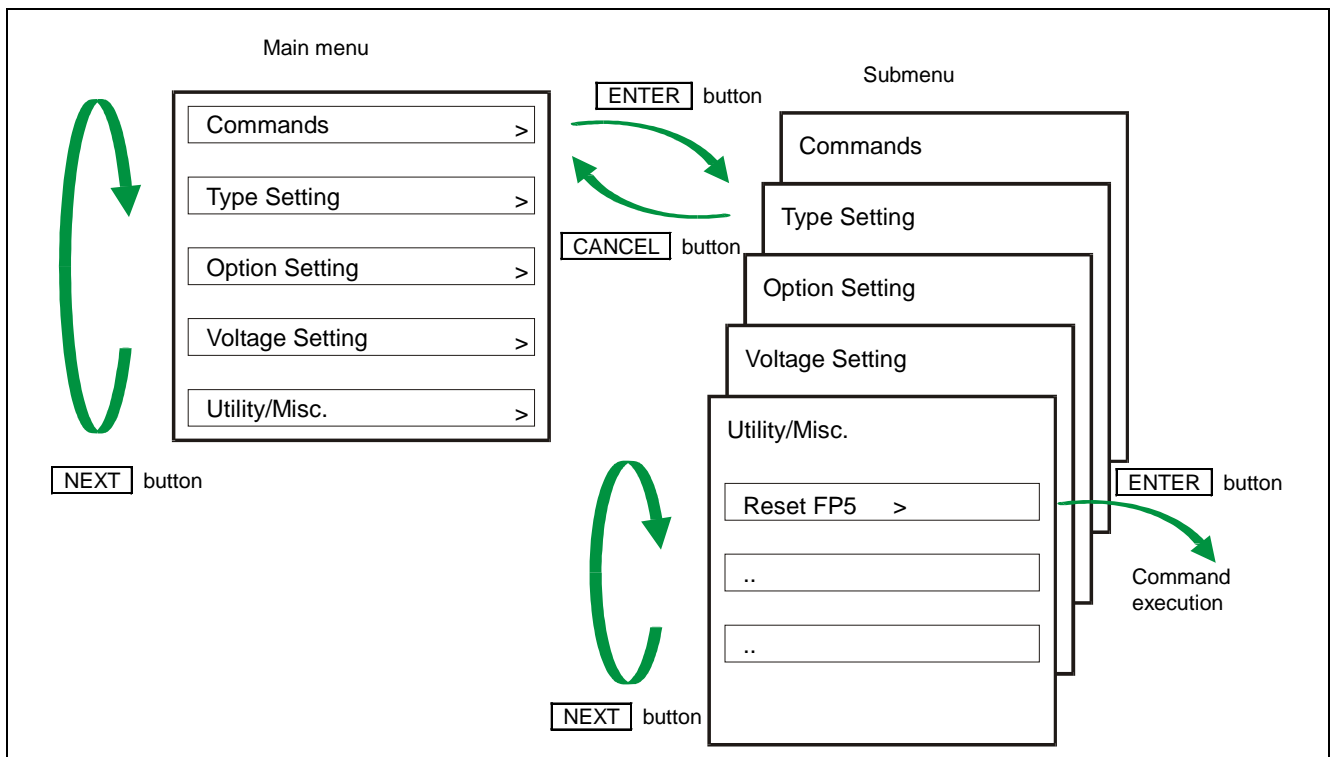 Main menu
Commands >
Type Setting >
Option Setting >
Voltage Setting >
Utility/Misc. >
NEXT button
ENTER button
CANCEL button
Submenu
Commands
Type Setting
Option Setting
Voltage Setting
Utility/Misc.
Reset FP5 >
..
..
NEXT button
ENTER button
Command
execution